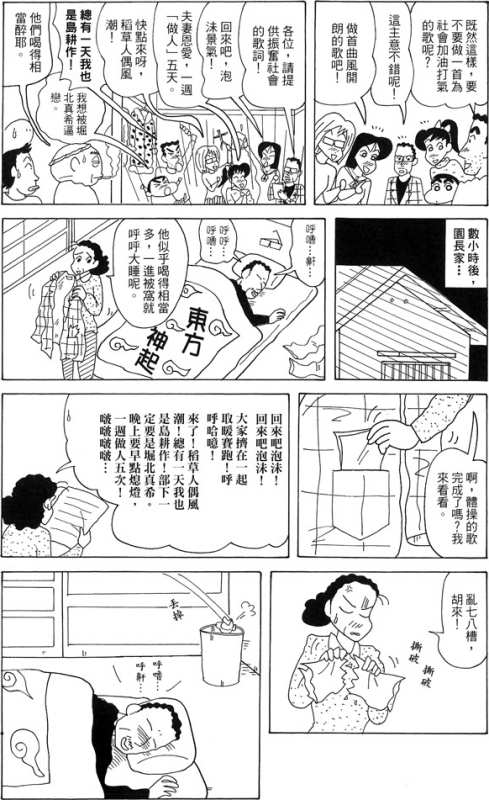 既然這樣，要
不要做一首為
社會加油打氣
的歌呢？
這主意不錯呢！
做首曲風開
朗的歌吧！
各位，請提
供振奮社會
的歌詞！
回來吧，泡
沫景氣！
夫妻恩愛，一週
「做人」五天。
快點來呀，
稻草人偶風
潮！
總有一天我也
是島耕作！
我想被堀
北真希逼
戀。
他們喝得相
當醉耶。
數小時後，
園長家…
呼嚕…鼾…
呼呼…
呼嚕…
他似乎喝得相當
多，一進被窩就
呼呼大睡呢。
東方
神起
啊，體操的歌
完成了嗎？我
來看看。
回來吧泡沫！
回來吧泡沫！
大家擠在一起
取暖賽跑！呼
呼哈噫！
來了！稻草人偶風
潮！總有一天我也
是島耕作！部下一
定要是堀北真希。
晚上要早點熄燈，
一週做人五次！
啵啵啵…
亂七八糟，
胡來！
撕破
撕破
丟掉
呼嚕…
呼鼾…